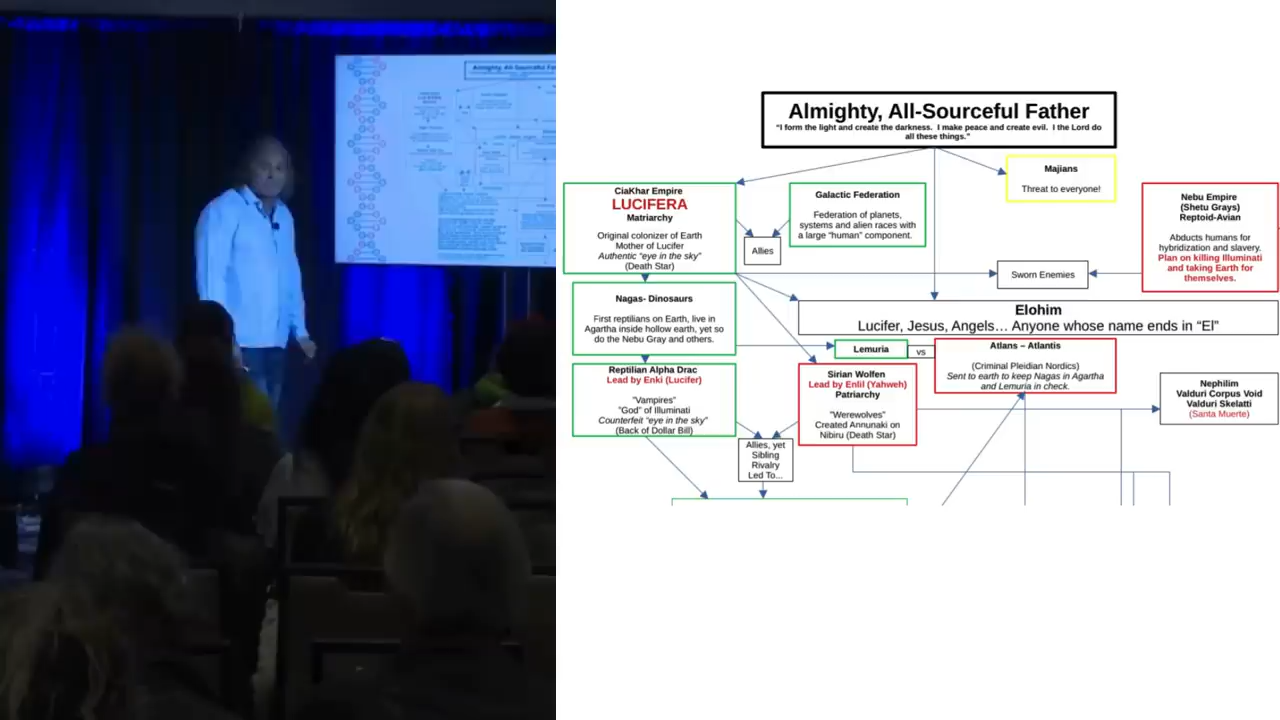 Almighty, All-Sourceful Father
"I form the light and create the darkness. I make peace and create evil. I the Lord do
all these things."
Majians
Threat to everyone!
CiaKhar Empire
LUCIFERA
Matriarchy
Original colonizer of Earth
Mother of Lucifer
Authentic "eye in the sky"
(Death Star)
Galactic Federation
Federation of planets,
systems and alien races with
a large "human" component.
Nebu Empire
(Shetu Grays)
Reptoid-Avian
Abducts humans for
hybridization and slavery.
Plan on killing Illuminati
and taking Earth for
themselves.
Allies
Sworn Enemies
Nagas- Dinosaurs
First reptilians on Earth, live in
Agartha inside hollow earth, yet so
do the Nebu Gray and others.
Elohim
Lucifer, Jesus, Angels… Anyone whose name ends in “El”
Lemuria
vs
Atlans – Atlantis
(Criminal Pleidian Nordics)
Sent to earth to keep Nagas in Agartha
and Lemuria in check.
Reptilian Alpha Drac
Lead by Enki (Lucifer)
"Vampires"
"God" of Illuminati
Counterfeit "eye in the sky"
(Back of Dollar Bill)
Sirian Wolfen
Lead by Enlil (Yahweh)
Patriarchy
"Werewolves"
Created Annunaki on
Nibiru (Death Star)
Nephilim
Valduri Corpus Void
Valduri Skelatti
(Santa Muerte)
Allies, yet
Sibling
Rivalry
Led To...
Almighty, All-Sourceful Fa
LUCIFERA